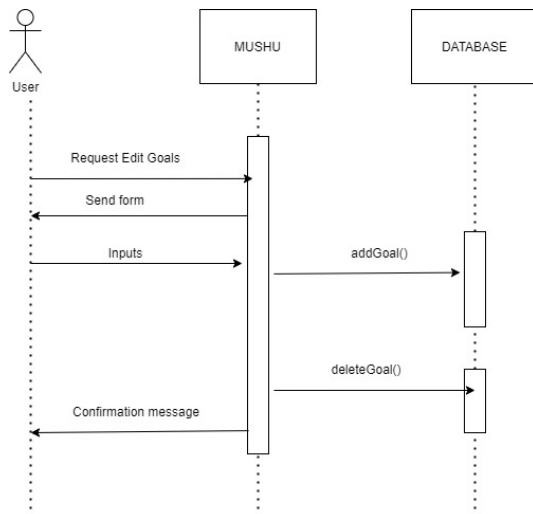 MUSHU
DATABASE
User
Request Edit Goals
Send form
Inputs
addGoal()
deleteGoal()
Confirmation message